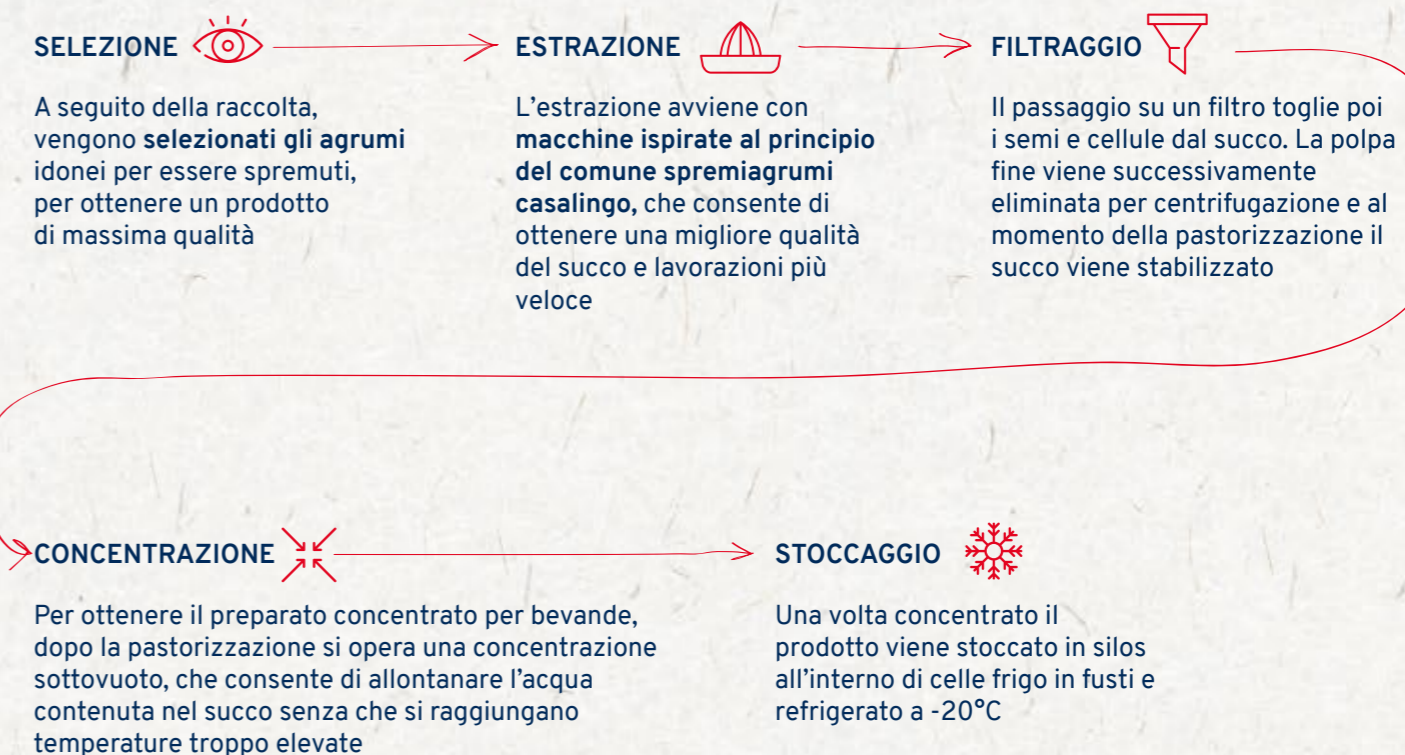 SELEZIONE
A seguito della raccolta,
vengono selezionati gli agrumi
idonei per essere spremuti,
per ottenere un prodotto
di massima qualità
ESTRAZIONE
L'estrazione avviene con
macchine ispirate al principio
del comune spremiagrumi
casalingo, che consente di
ottenere una migliore qualità
del succo e lavorazioni più
veloce
FILTRAGGIO
Il passaggio su un filtro toglie poi
i semi e cellule dal succo. La polpa
fine viene successivamente
eliminata per centrifugazione e al
momento della pastorizzazione il
succo viene stabilizzato
CONCENTRAZIONE
Per ottenere il preparato concentrato per bevande,
dopo la pastorizzazione si opera una concentrazione
sottovuoto, che consente di allontanare l'acqua
contenuta nel succo senza che si raggiungano
temperature troppo elevate
STOCCAGGIO
Una volta concentrato il
prodotto viene stoccato in silos
all'interno di celle frigo in fusti e
refrigerato a -20°C